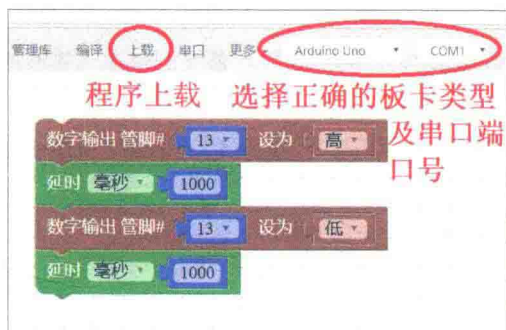 管理库 编译 上载 串口 更多 Arduino Uno COM1
程序上载 选择正确的板卡类型
及串口端
口号
数字输出 管脚# 13 设为 高
延时 毫秒 1000
数字输出 管脚# 13 设为 低
延时 毫秒 1000